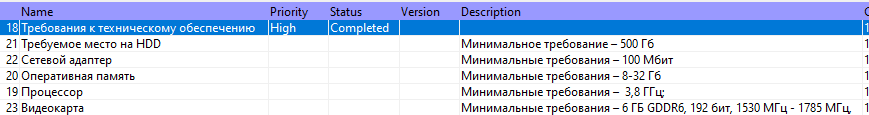 Name Priority Status Version Description
18 Требования к техническому обеспечению High Completed 1
21 Требуемое место на HDD Минимальное требование – 500 Гб 1
22 Сетевой адаптер Минимальные требования – 100 Мбит 1
20 Оперативная память Минимальные требования – 8-32 Гб 1
19 Процессор Минимальные требования – 3,8 ГГц; 1
23 Видеокарта Минимальные требования – 6 ГБ GDDR6, 192 бит, 1530 МГц - 1785 МГц, 1